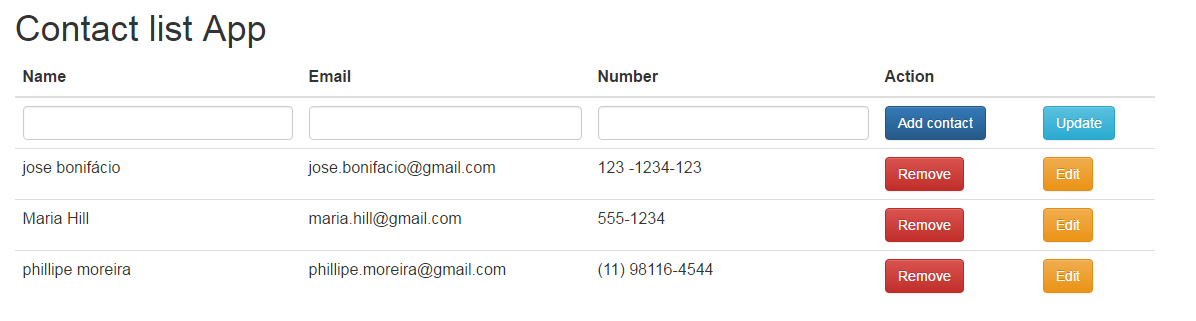 Contact list App
Name Email Number Action
Add contact Update
jose bonifácio jose.bonifacio@gmail.com 123 -1234-123 Remove Edit
Maria Hill maria.hill@gmail.com 555-1234 Remove Edit
phillipe moreira phillipe.moreira@gmail.com (11) 98116-4544 Remove Edit